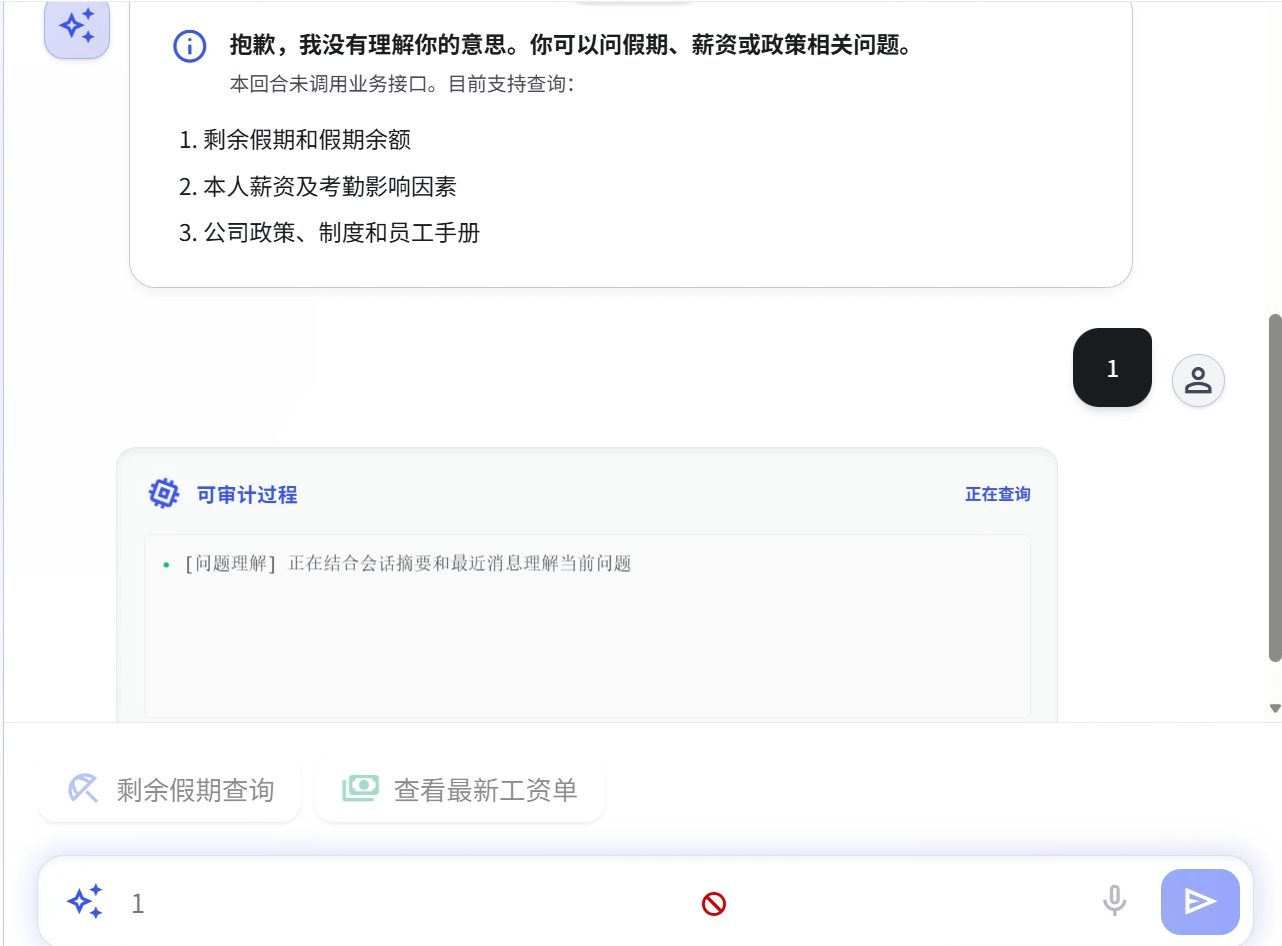 抱歉，我没有理解你的意思。你可以问假期、薪资或政策相关问题。
本回合未调用业务接口。目前支持查询：
1. 剩余假期和假期余额
2. 本人薪资及考勤影响因素
3. 公司政策、制度和员工手册
1
可审计过程
正在查询
• [问题理解] 正在结合会话摘要和最近消息理解当前问题
剩余假期查询
查看最新工资单
1